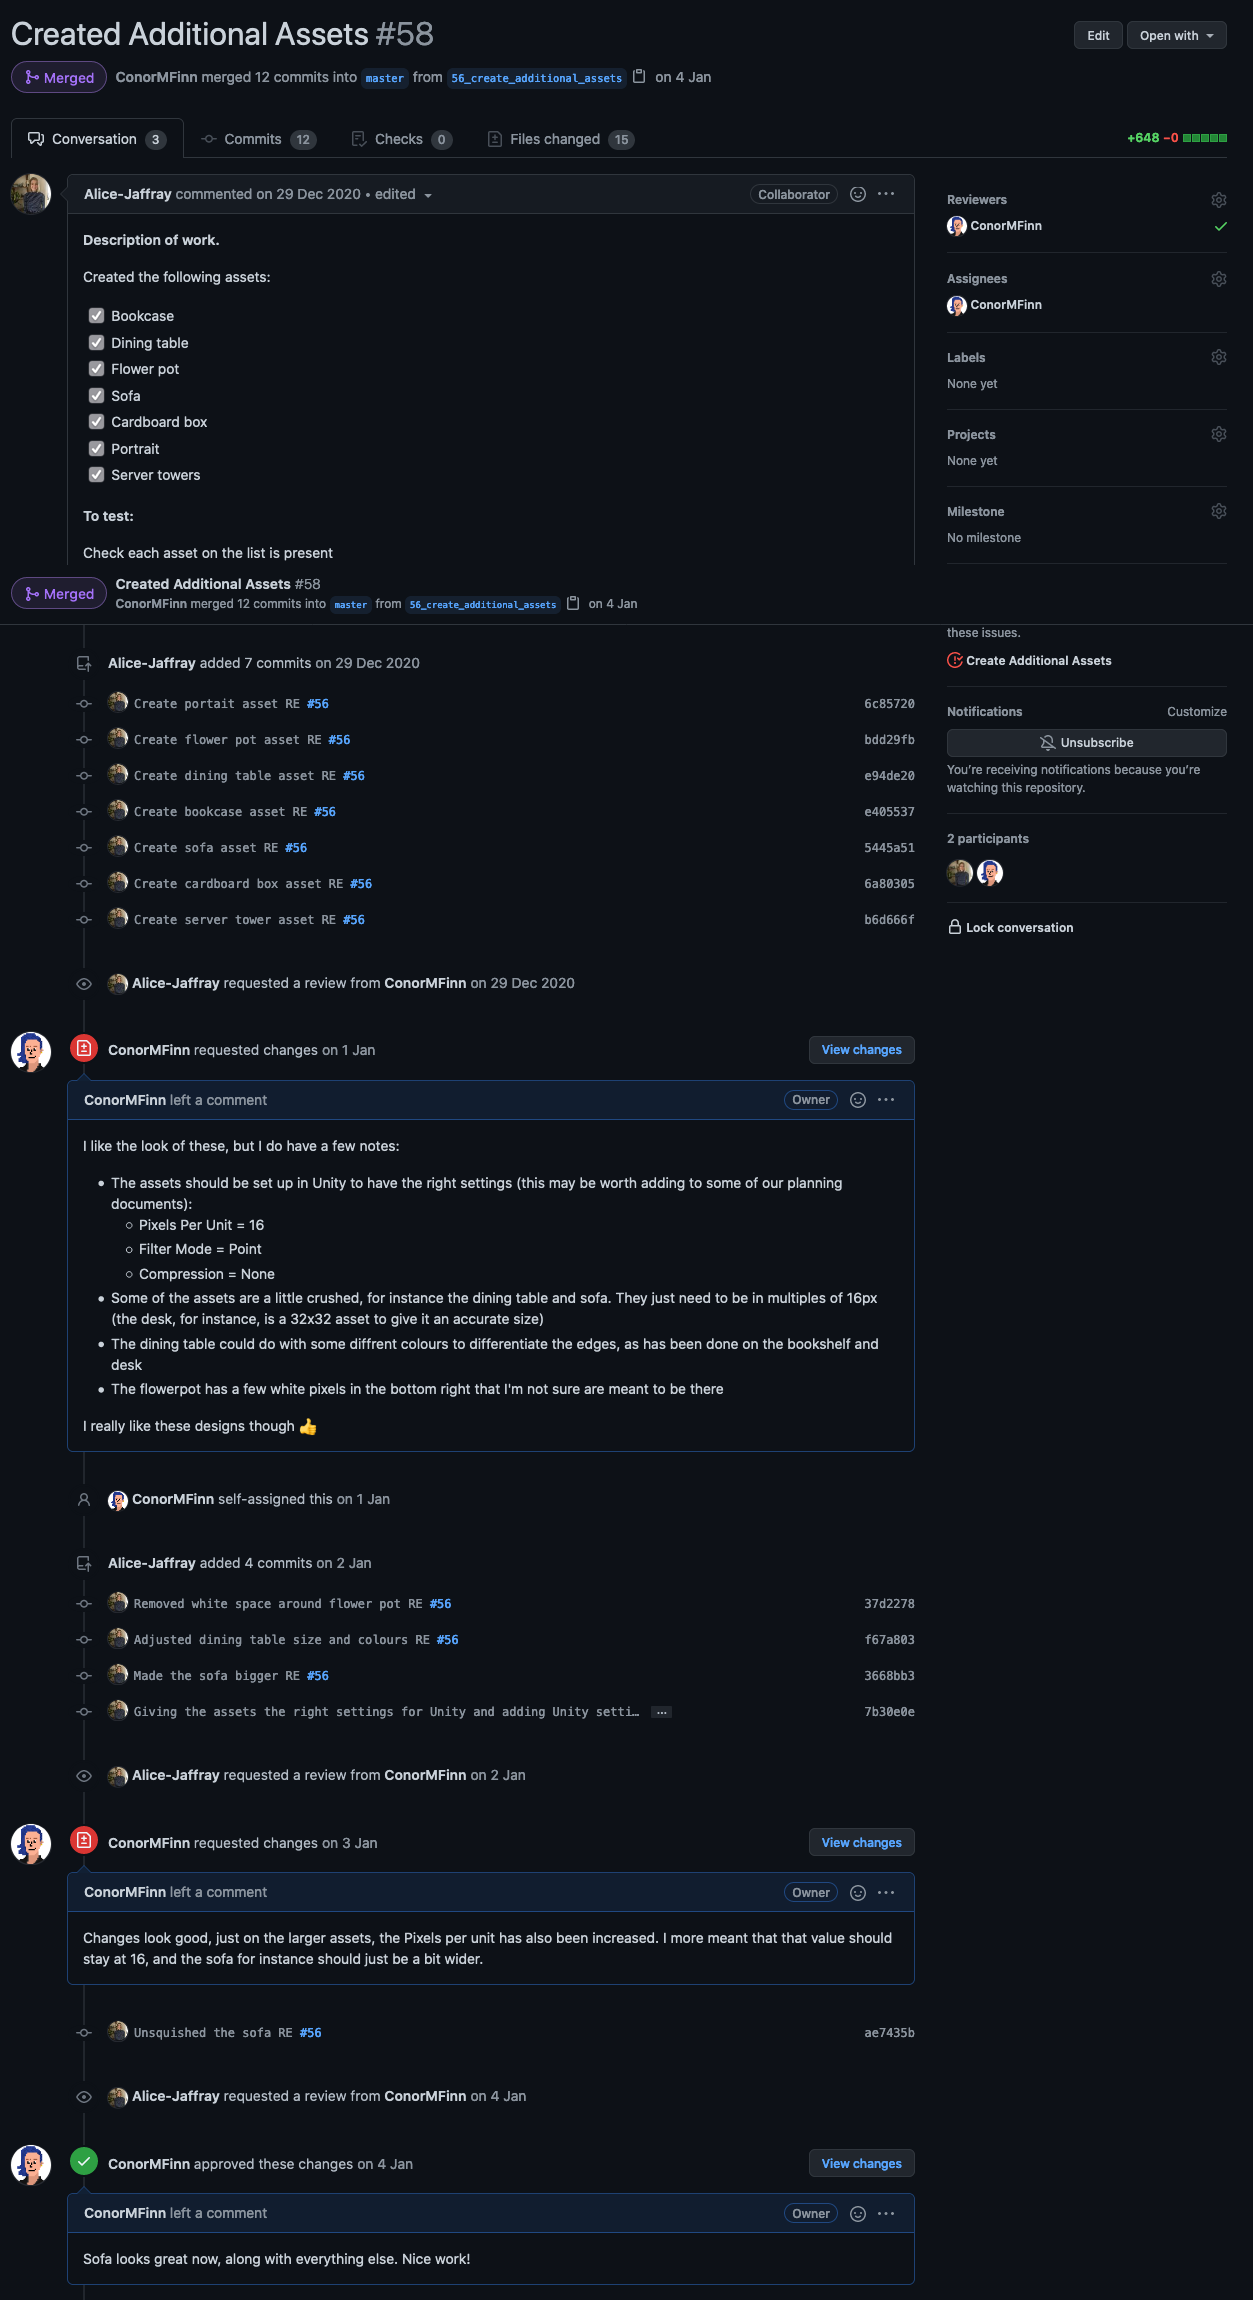 Created Additional Assets #58
Edit
Open with
Merged
ConorMFinn merged 12 commits into master from 56_create_additional_assets on 4 Jan
Conversation 3
Commits 12
Checks 0
Files changed 15
+648 −0
Alice-Jaffray commented on 29 Dec 2020 • edited
Collaborator
Description of work.
Created the following assets:
Bookcase
Dining table
Flower pot
Sofa
Cardboard box
Portrait
Server towers
To test:
Check each asset on the list is present
Reviewers
ConorMFinn
Assignees
ConorMFinn
Labels
None yet
Projects
None yet
Milestone
No milestone
Merged
Created Additional Assets #58
ConorMFinn merged 12 commits into master from 56_create_additional_assets on 4 Jan
these issues.
Create Additional Assets
Notifications
Customize
Unsubscribe
You're receiving notifications because you're
watching this repository.
2 participants
Lock conversation
Alice-Jaffray added 7 commits on 29 Dec 2020
Create portait asset RE #56 6c85720
Create flower pot asset RE #56 bdd29fb
Create dining table asset RE #56 e94de20
Create bookcase asset RE #56 e405537
Create sofa asset RE #56 5445a51
Create cardboard box asset RE #56 6a80305
Create server tower asset RE #56 b6d666f
Alice-Jaffray requested a review from ConorMFinn on 29 Dec 2020
ConorMFinn requested changes on 1 Jan
View changes
ConorMFinn left a comment
Owner
I like the look of these, but I do have a few notes:
• The assets should be set up in Unity to have the right settings (this may be worth adding to some of our planning
documents):
○ Pixels Per Unit = 16
○ Filter Mode = Point
○ Compression = None
• Some of the assets are a little crushed, for instance the dining table and sofa. They just need to be in multiples of 16px
(the desk, for instance, is a 32x32 asset to give it an accurate size)
• The dining table could do with some diffrent colours to differentiate the edges, as has been done on the bookshelf and
desk
• The flowerpot has a few white pixels in the bottom right that I'm not sure are meant to be there
I really like these designs though 👍
ConorMFinn self-assigned this on 1 Jan
Alice-Jaffray added 4 commits on 2 Jan
Removed white space around flower pot RE #56 37d2278
Adjusted dining table size and colours RE #56 f67a803
Made the sofa bigger RE #56 3668bb3
Giving the assets the right settings for Unity and adding Unity setti… … 7b30e0e
Alice-Jaffray requested a review from ConorMFinn on 2 Jan
ConorMFinn requested changes on 3 Jan
View changes
ConorMFinn left a comment
Owner
Changes look good, just on the larger assets, the Pixels per unit has also been increased. I more meant that that value should
stay at 16, and the sofa for instance should just be a bit wider.
Unsquished the sofa RE #56 ae7435b
Alice-Jaffray requested a review from ConorMFinn on 4 Jan
ConorMFinn approved these changes on 4 Jan
View changes
ConorMFinn left a comment
Owner
Sofa looks great now, along with everything else. Nice work!